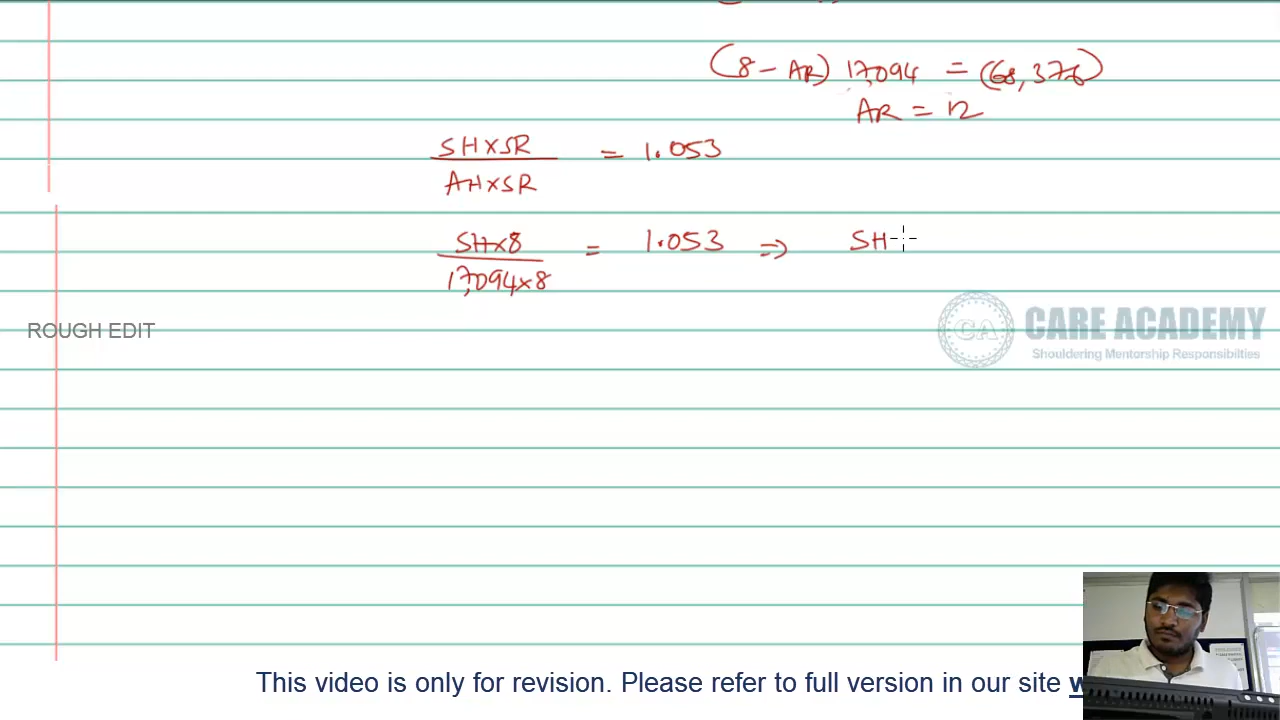 (8 - AR) 17,094 = (68,376)
AR = 12
SH x SR
= 1.053
AH x SR
SH x 8
= 1.053 ⇒ SH
17,094 x 8
ROUGH EDIT
CA
CARE ACADEMY
Shouldering Mentorship Responsibilties
This video is only for revision. Please refer to full version in our site w